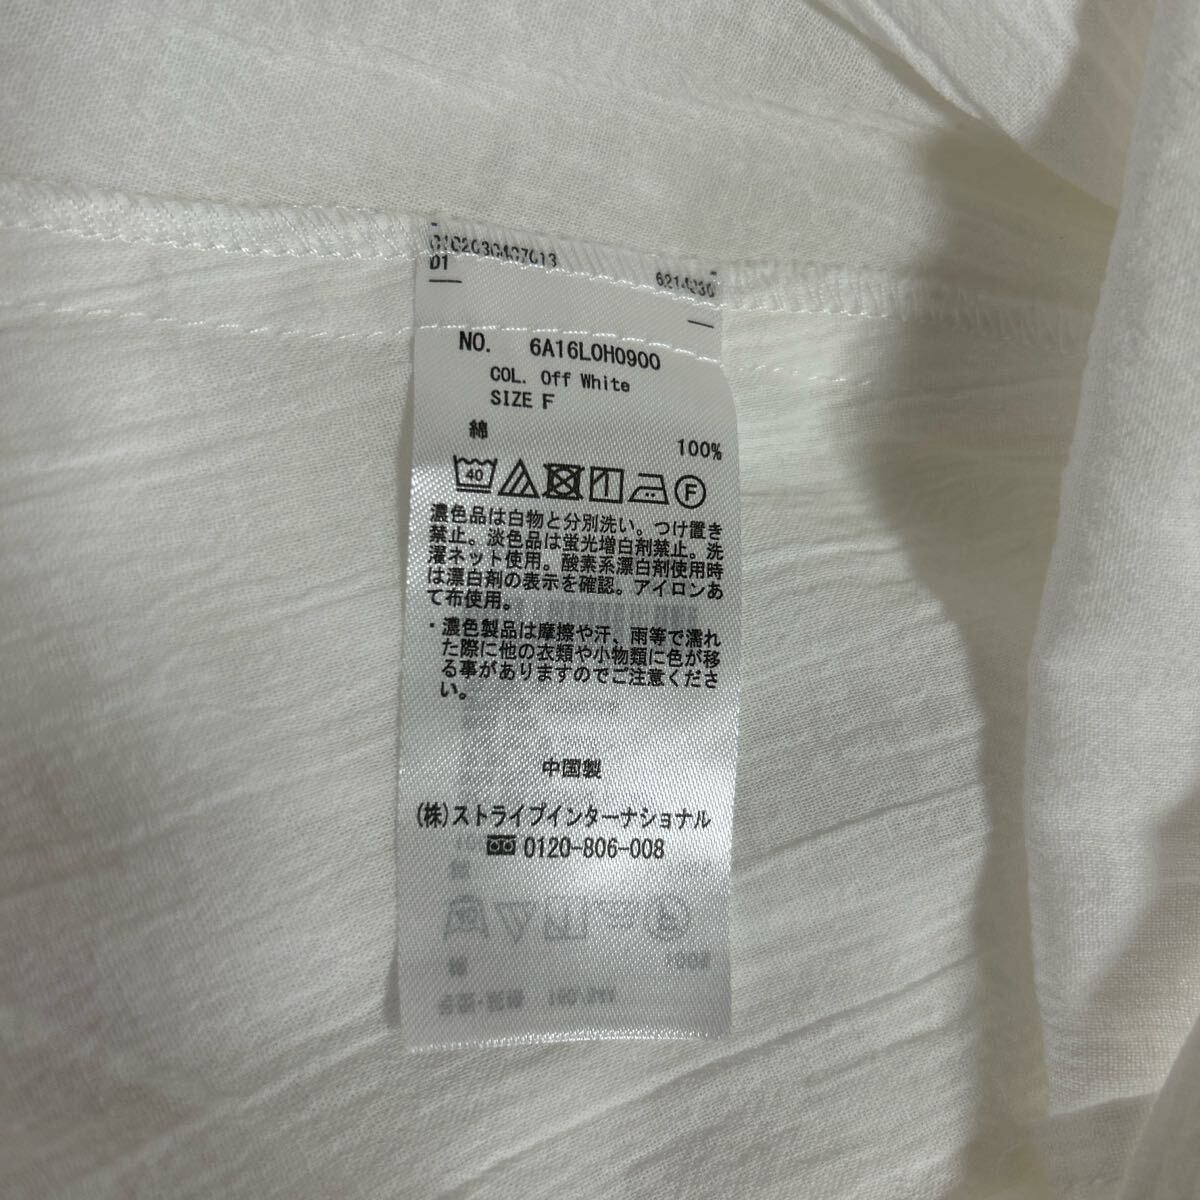 D1
NO. 6A16L0H0900
COL. Off White
SIZE F
綿 100%
40 F
濃色品は白物と分別洗い。つけ置き
禁止。淡色品は蛍光増白剤禁止。洗
濯ネット使用。酸素系漂白剤使用時
は漂白剤の表示を確認。アイロンあ
て布使用。
・濃色製品は摩擦や汗、雨等で濡れ
た際に他の衣類や小物類に色が移
る事がありますのでご注意くださ
い。
中国製
(株)ストライプインターナショナル
0120-806-008